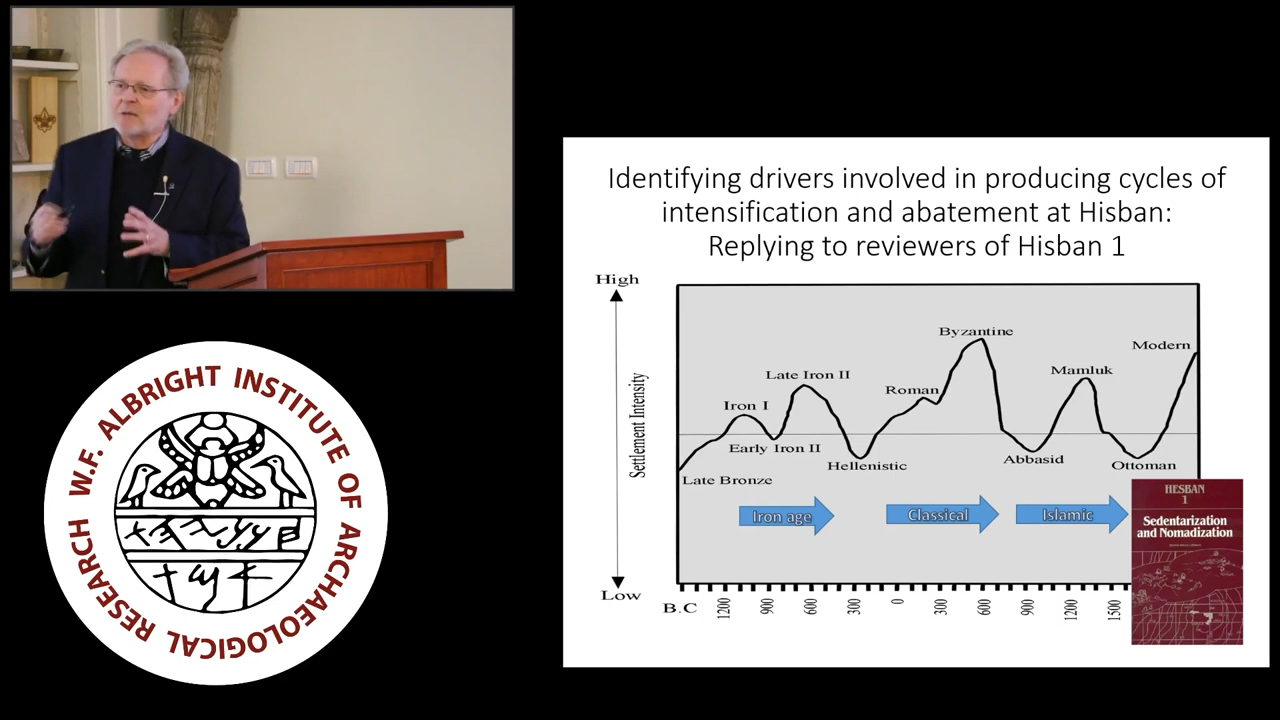 Identifying drivers involved in producing cycles of
intensification and abatement at Hisban:
Replying to reviewers of Hisban 1
High
Settlement Intensity
Low
Byzantine
Modern
Late Iron II
Mamluk
Roman
Iron I
Early Iron II
Hellenistic
Abbasid
Ottoman
Late Bronze
Iron age
Classical
Islamic
B.C
1200
900
600
300
0
300
600
900
1200
1500
HESBAN
1
Sedentarization
and Nomadization
W.F. ALBRIGHT INSTITUTE OF ARCHAEOLOGICAL RESEARCH